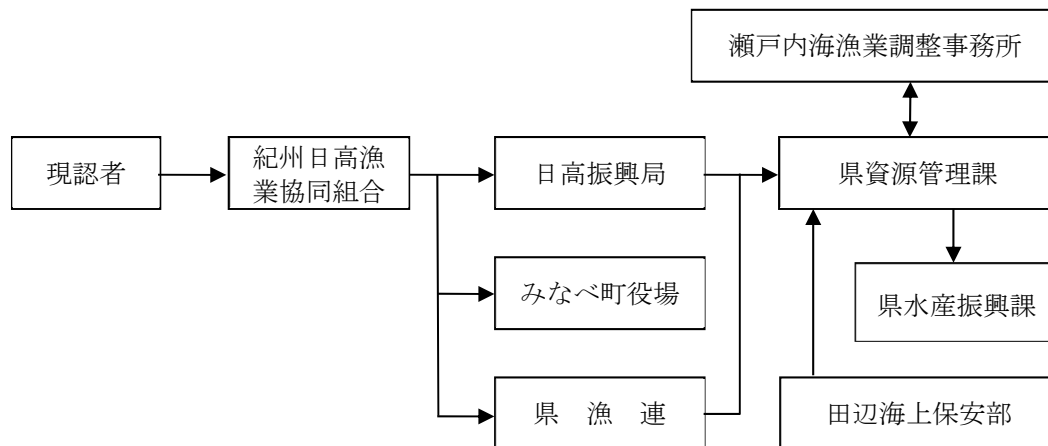 瀬戸内海漁業調整事務所
現認者
紀州日高漁
業協同組合
日高振興局
県資源管理課
みなべ町役場
県水産振興課
県　漁　連
田辺海上保安部